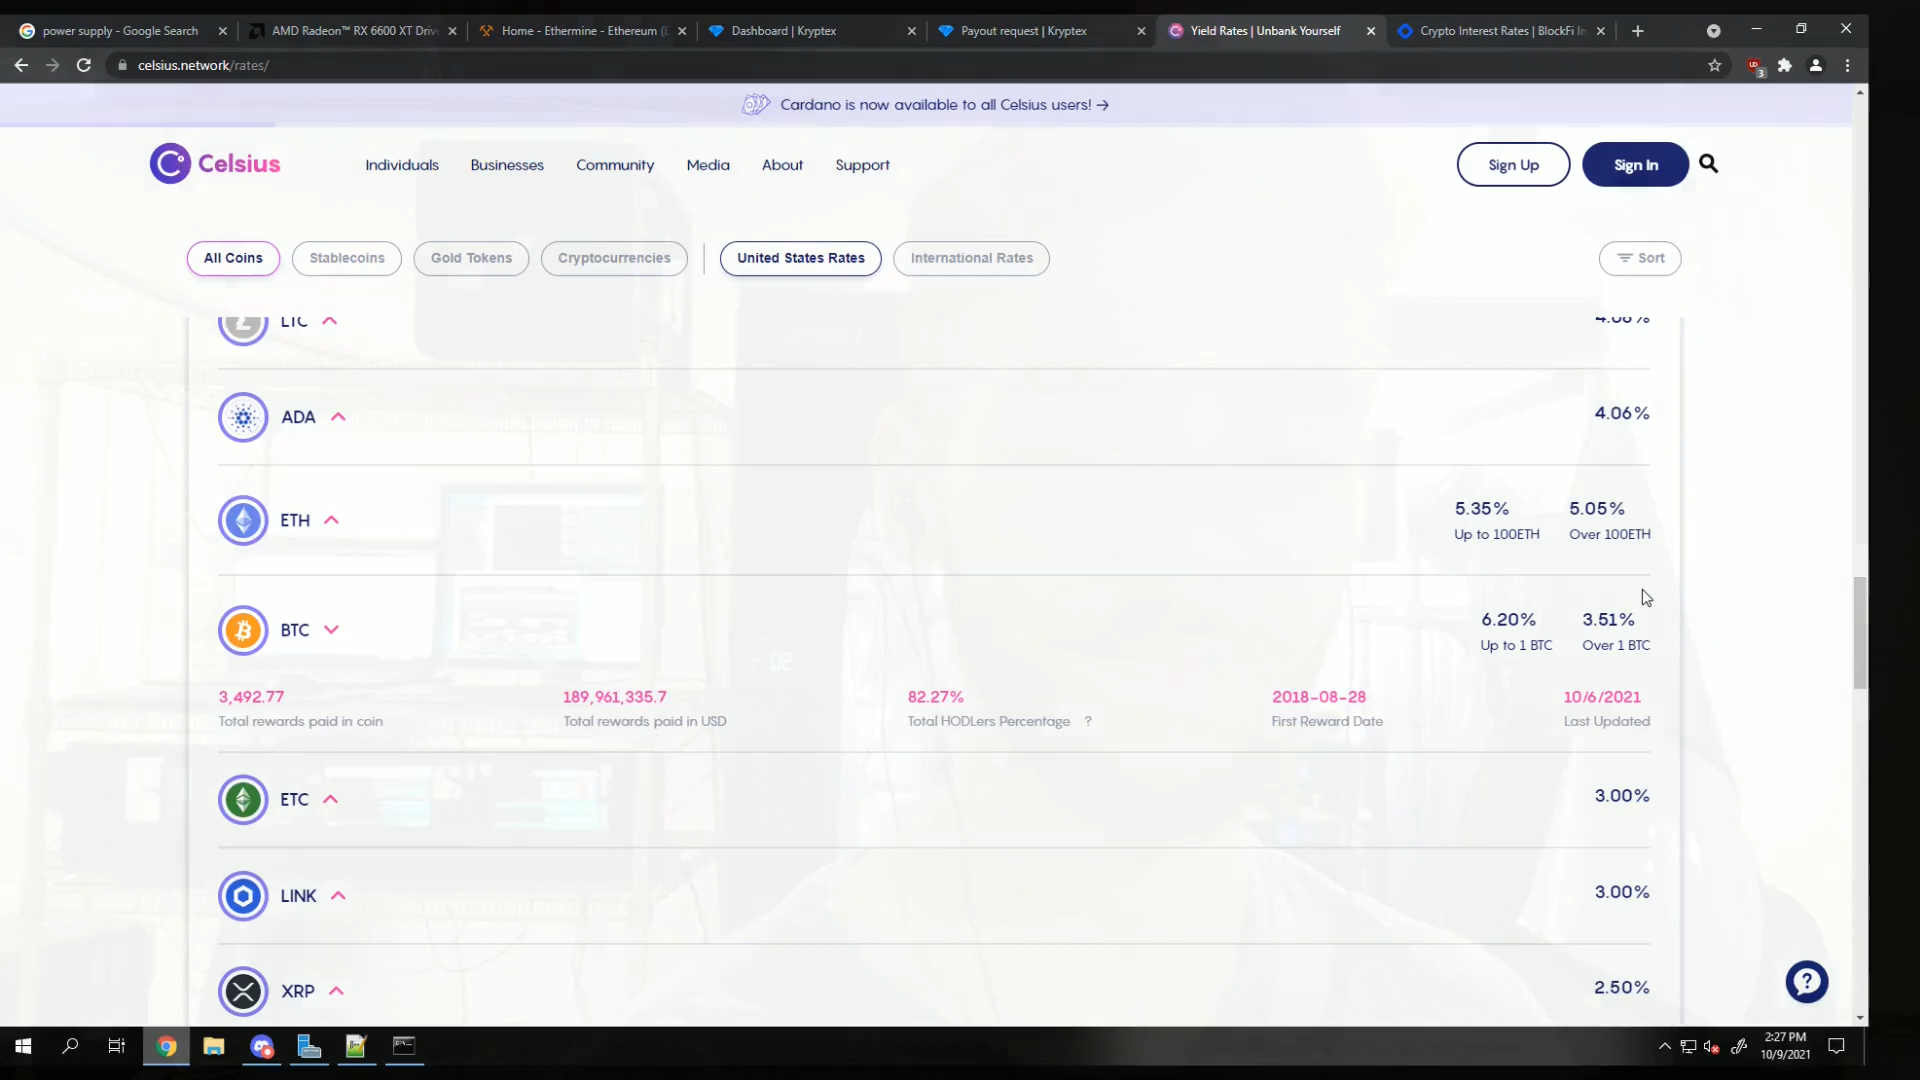 power supply - Google Search
AMD Radeon™ RX 6600 XT Driv
Home - Ethermine - Ethereum (E
Dashboard | Kryptex
Payout request | Kryptex
Yield Rates | Unbank Yourself
Crypto Interest Rates | BlockFi In
celsius.network/rates/
3
Cardano is now available to all Celsius users! →
Celsius
Individuals
Businesses
Community
Media
About
Support
Sign Up
Sign In
All Coins
Stablecoins
Gold Tokens
Cryptocurrencies
United States Rates
International Rates
Sort
LTC
4.06%
ADA
4.06%
ETH
5.35%
5.05%
Up to 100ETH
Over 100ETH
BTC
6.20%
3.51%
Up to 1 BTC
Over 1 BTC
3,492.77
189,961,335.7
82.27%
2018-08-28
10/6/2021
Total rewards paid in coin
Total rewards paid in USD
Total HODLers Percentage ?
First Reward Date
Last Updated
ETC
3.00%
LINK
3.00%
XRP
2.50%
?
2:27 PM
10/9/2021